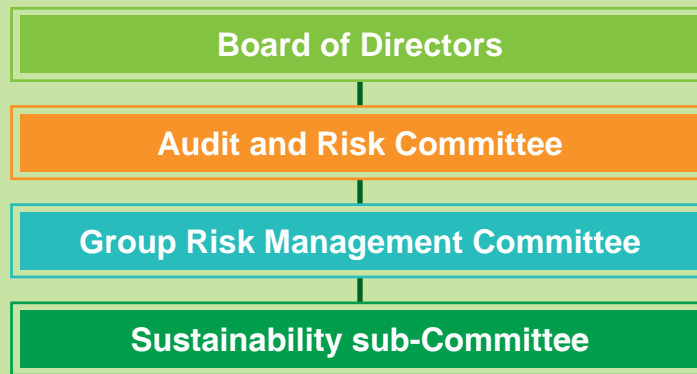 Board of Directors
Audit and Risk Committee
Group Risk Management Committee
Sustainability sub-Committee